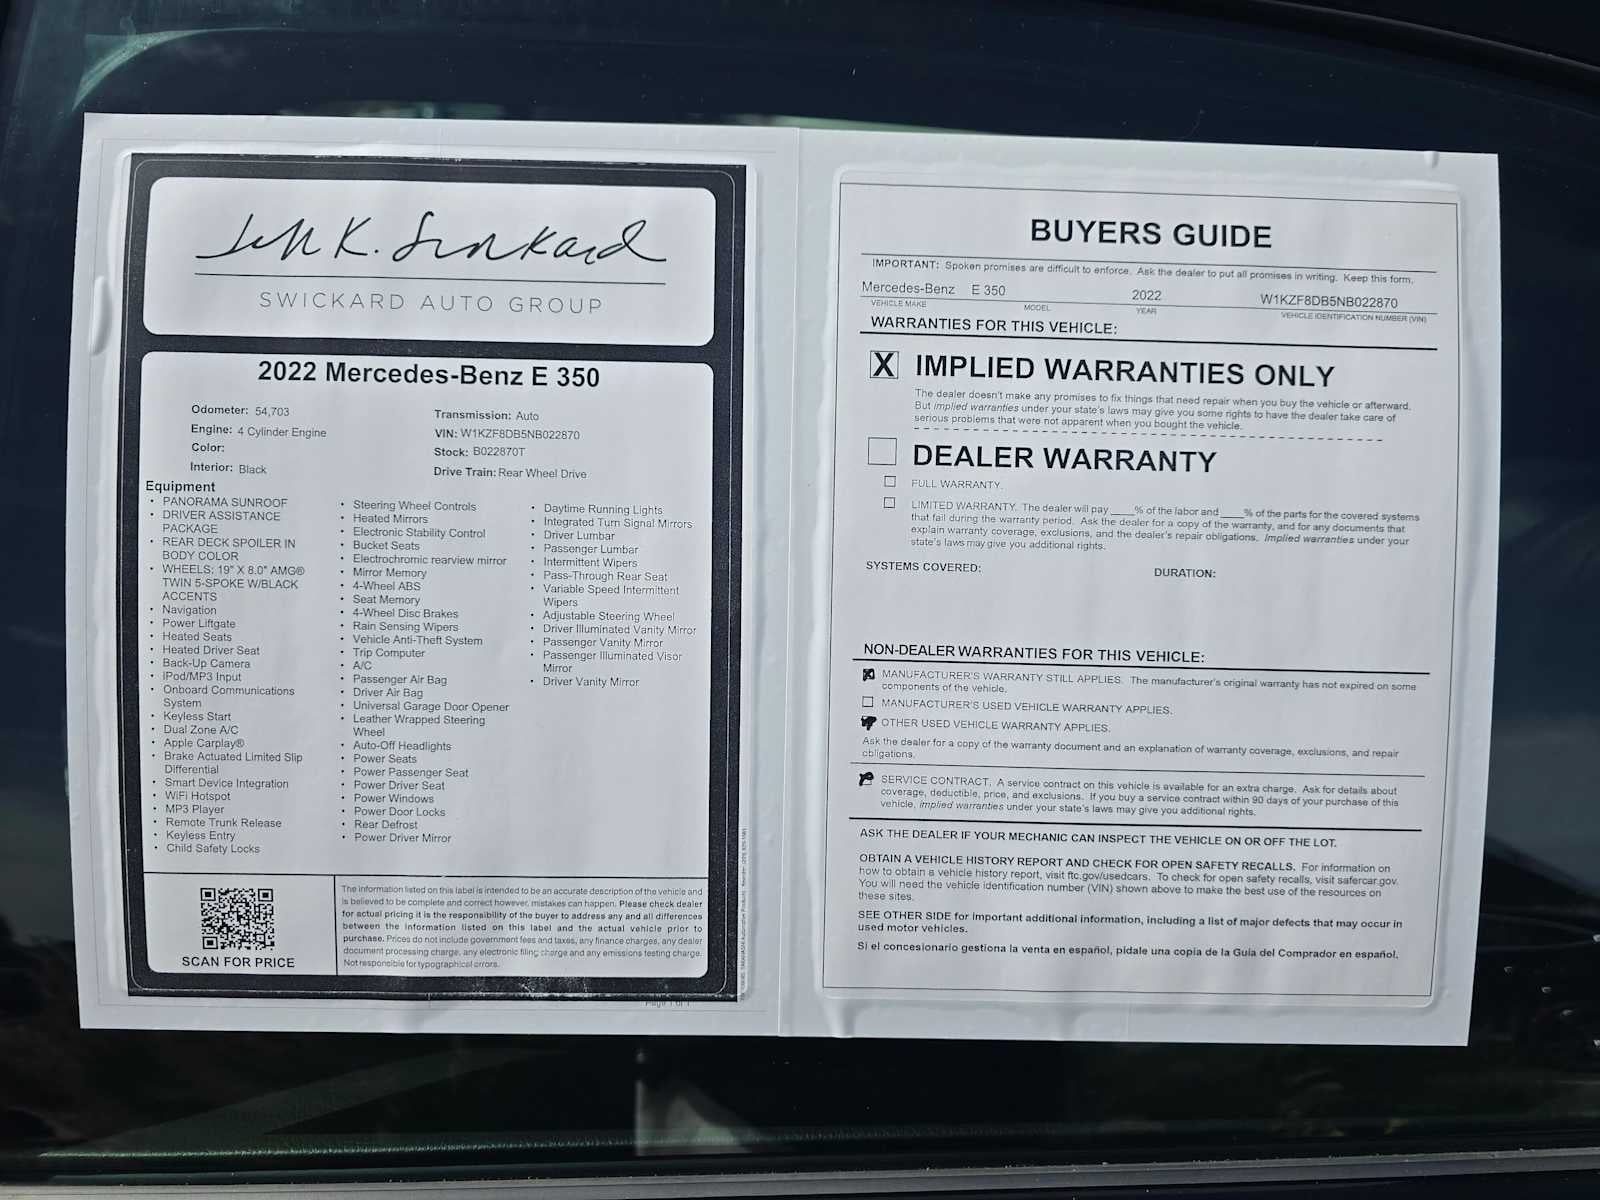 Jeff K. Swickard
SWICKARD AUTO GROUP
2022 Mercedes-Benz E 350
Odometer: 54,703
Engine: 4 Cylinder Engine
Color:
Interior: Black
Transmission: Auto
VIN: W1KZF8DB5NB022870
Stock: B022870T
Drive Train: Rear Wheel Drive
Equipment
• PANORAMA SUNROOF
• DRIVER ASSISTANCE
PACKAGE
• REAR DECK SPOILER IN
BODY COLOR
• WHEELS: 19" X 8.0" AMG®
TWIN 5-SPOKE W/BLACK
ACCENTS
• Navigation
• Power Liftgate
• Heated Seats
• Heated Driver Seat
• Back-Up Camera
• iPod/MP3 Input
• Onboard Communications
System
• Keyless Start
• Dual Zone A/C
• Apple Carplay®
• Brake Actuated Limited Slip
Differential
• Smart Device Integration
• WiFi Hotspot
• MP3 Player
• Remote Trunk Release
• Keyless Entry
• Child Safety Locks
• Steering Wheel Controls
• Heated Mirrors
• Electronic Stability Control
• Bucket Seats
• Electrochromic rearview mirror
• Mirror Memory
• 4-Wheel ABS
• Seat Memory
• 4-Wheel Disc Brakes
• Rain Sensing Wipers
• Vehicle Anti-Theft System
• Trip Computer
• A/C
• Passenger Air Bag
• Driver Air Bag
• Universal Garage Door Opener
• Leather Wrapped Steering
Wheel
• Auto-Off Headlights
• Power Seats
• Power Passenger Seat
• Power Driver Seat
• Power Windows
• Power Door Locks
• Rear Defrost
• Power Driver Mirror
• Daytime Running Lights
• Integrated Turn Signal Mirrors
• Driver Lumbar
• Passenger Lumbar
• Intermittent Wipers
• Pass-Through Rear Seat
• Variable Speed Intermittent
Wipers
• Adjustable Steering Wheel
• Driver Illuminated Vanity Mirror
• Passenger Vanity Mirror
• Passenger Illuminated Visor
Mirror
• Driver Vanity Mirror
SCAN FOR PRICE
The information listed on this label is intended to be an accurate description of the vehicle and
is believed to be complete and correct however, mistakes can happen. Please check dealer
for actual pricing it is the responsibility of the buyer to address any and all differences
between the information listed on this label and the actual vehicle prior to
purchase. Prices do not include government fees and taxes, any finance charges, any dealer
document processing charge, any electronic filing charge and any emissions testing charge.
Not responsible for typographical errors.
Page 1 of 1
BUYERS GUIDE
IMPORTANT: Spoken promises are difficult to enforce. Ask the dealer to put all promises in writing. Keep this form.
Mercedes-Benz E 350 2022 W1KZF8DB5NB022870
VEHICLE MAKE MODEL YEAR VEHICLE IDENTIFICATION NUMBER (VIN)
WARRANTIES FOR THIS VEHICLE:
X IMPLIED WARRANTIES ONLY
The dealer doesn't make any promises to fix things that need repair when you buy the vehicle or afterward.
But implied warranties under your state's laws may give you some rights to have the dealer take care of
serious problems that were not apparent when you bought the vehicle.
DEALER WARRANTY
FULL WARRANTY.
LIMITED WARRANTY. The dealer will pay ____% of the labor and ____% of the parts for the covered systems
that fail during the warranty period. Ask the dealer for a copy of the warranty, and for any documents that
explain warranty coverage, exclusions, and the dealer's repair obligations. Implied warranties under your
state's laws may give you additional rights.
SYSTEMS COVERED: DURATION:
NON-DEALER WARRANTIES FOR THIS VEHICLE:
MANUFACTURER'S WARRANTY STILL APPLIES. The manufacturer's original warranty has not expired on some
components of the vehicle.
MANUFACTURER'S USED VEHICLE WARRANTY APPLIES.
OTHER USED VEHICLE WARRANTY APPLIES.
Ask the dealer for a copy of the warranty document and an explanation of warranty coverage, exclusions, and repair
obligations.
SERVICE CONTRACT. A service contract on this vehicle is available for an extra charge. Ask for details about
coverage, deductible, price, and exclusions. If you buy a service contract within 90 days of your purchase of this
vehicle, implied warranties under your state's laws may give you additional rights.
ASK THE DEALER IF YOUR MECHANIC CAN INSPECT THE VEHICLE ON OR OFF THE LOT.
OBTAIN A VEHICLE HISTORY REPORT AND CHECK FOR OPEN SAFETY RECALLS. For information on
how to obtain a vehicle history report, visit ftc.gov/usedcars. To check for open safety recalls, visit safercar.gov.
You will need the vehicle identification number (VIN) shown above to make the best use of the resources on
these sites.
SEE OTHER SIDE for important additional information, including a list of major defects that may occur in
used motor vehicles.
Si el concesionario gestiona la venta en español, pídale una copia de la Guía del Comprador en español.